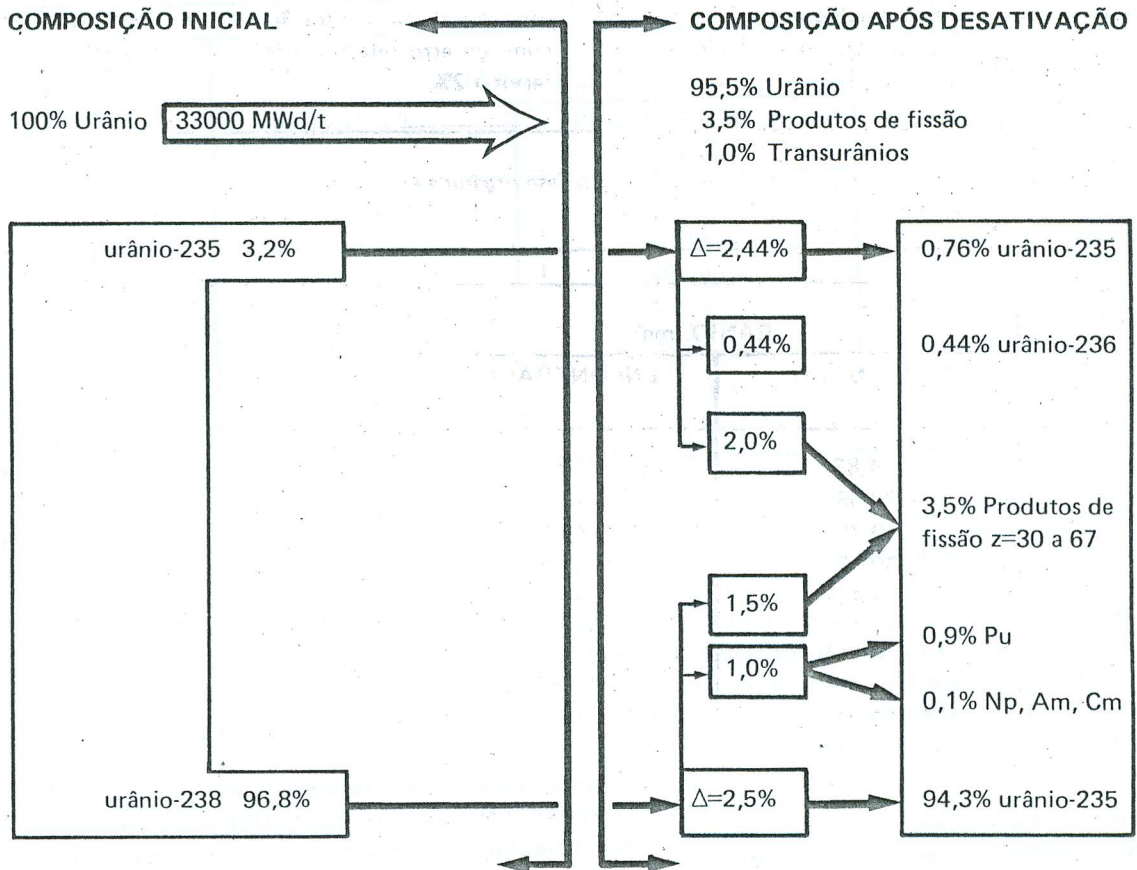 COMPOSIÇÃO INICIAL
COMPOSIÇÃO APÓS DESATIVAÇÃO
100% Urânio
33000 MWd/t
95,5% Urânio
3,5% Produtos de fissão
1,0% Transurânios
urânio-235 3,2%
Δ=2,44%
0,76% urânio-235
0,44%
0,44% urânio-236
2,0%
3,5% Produtos de
fissão z=30 a 67
1,5%
0,9% Pu
1,0%
0,1% Np, Am, Cm
urânio-238 96,8%
Δ=2,5%
94,3% urânio-235